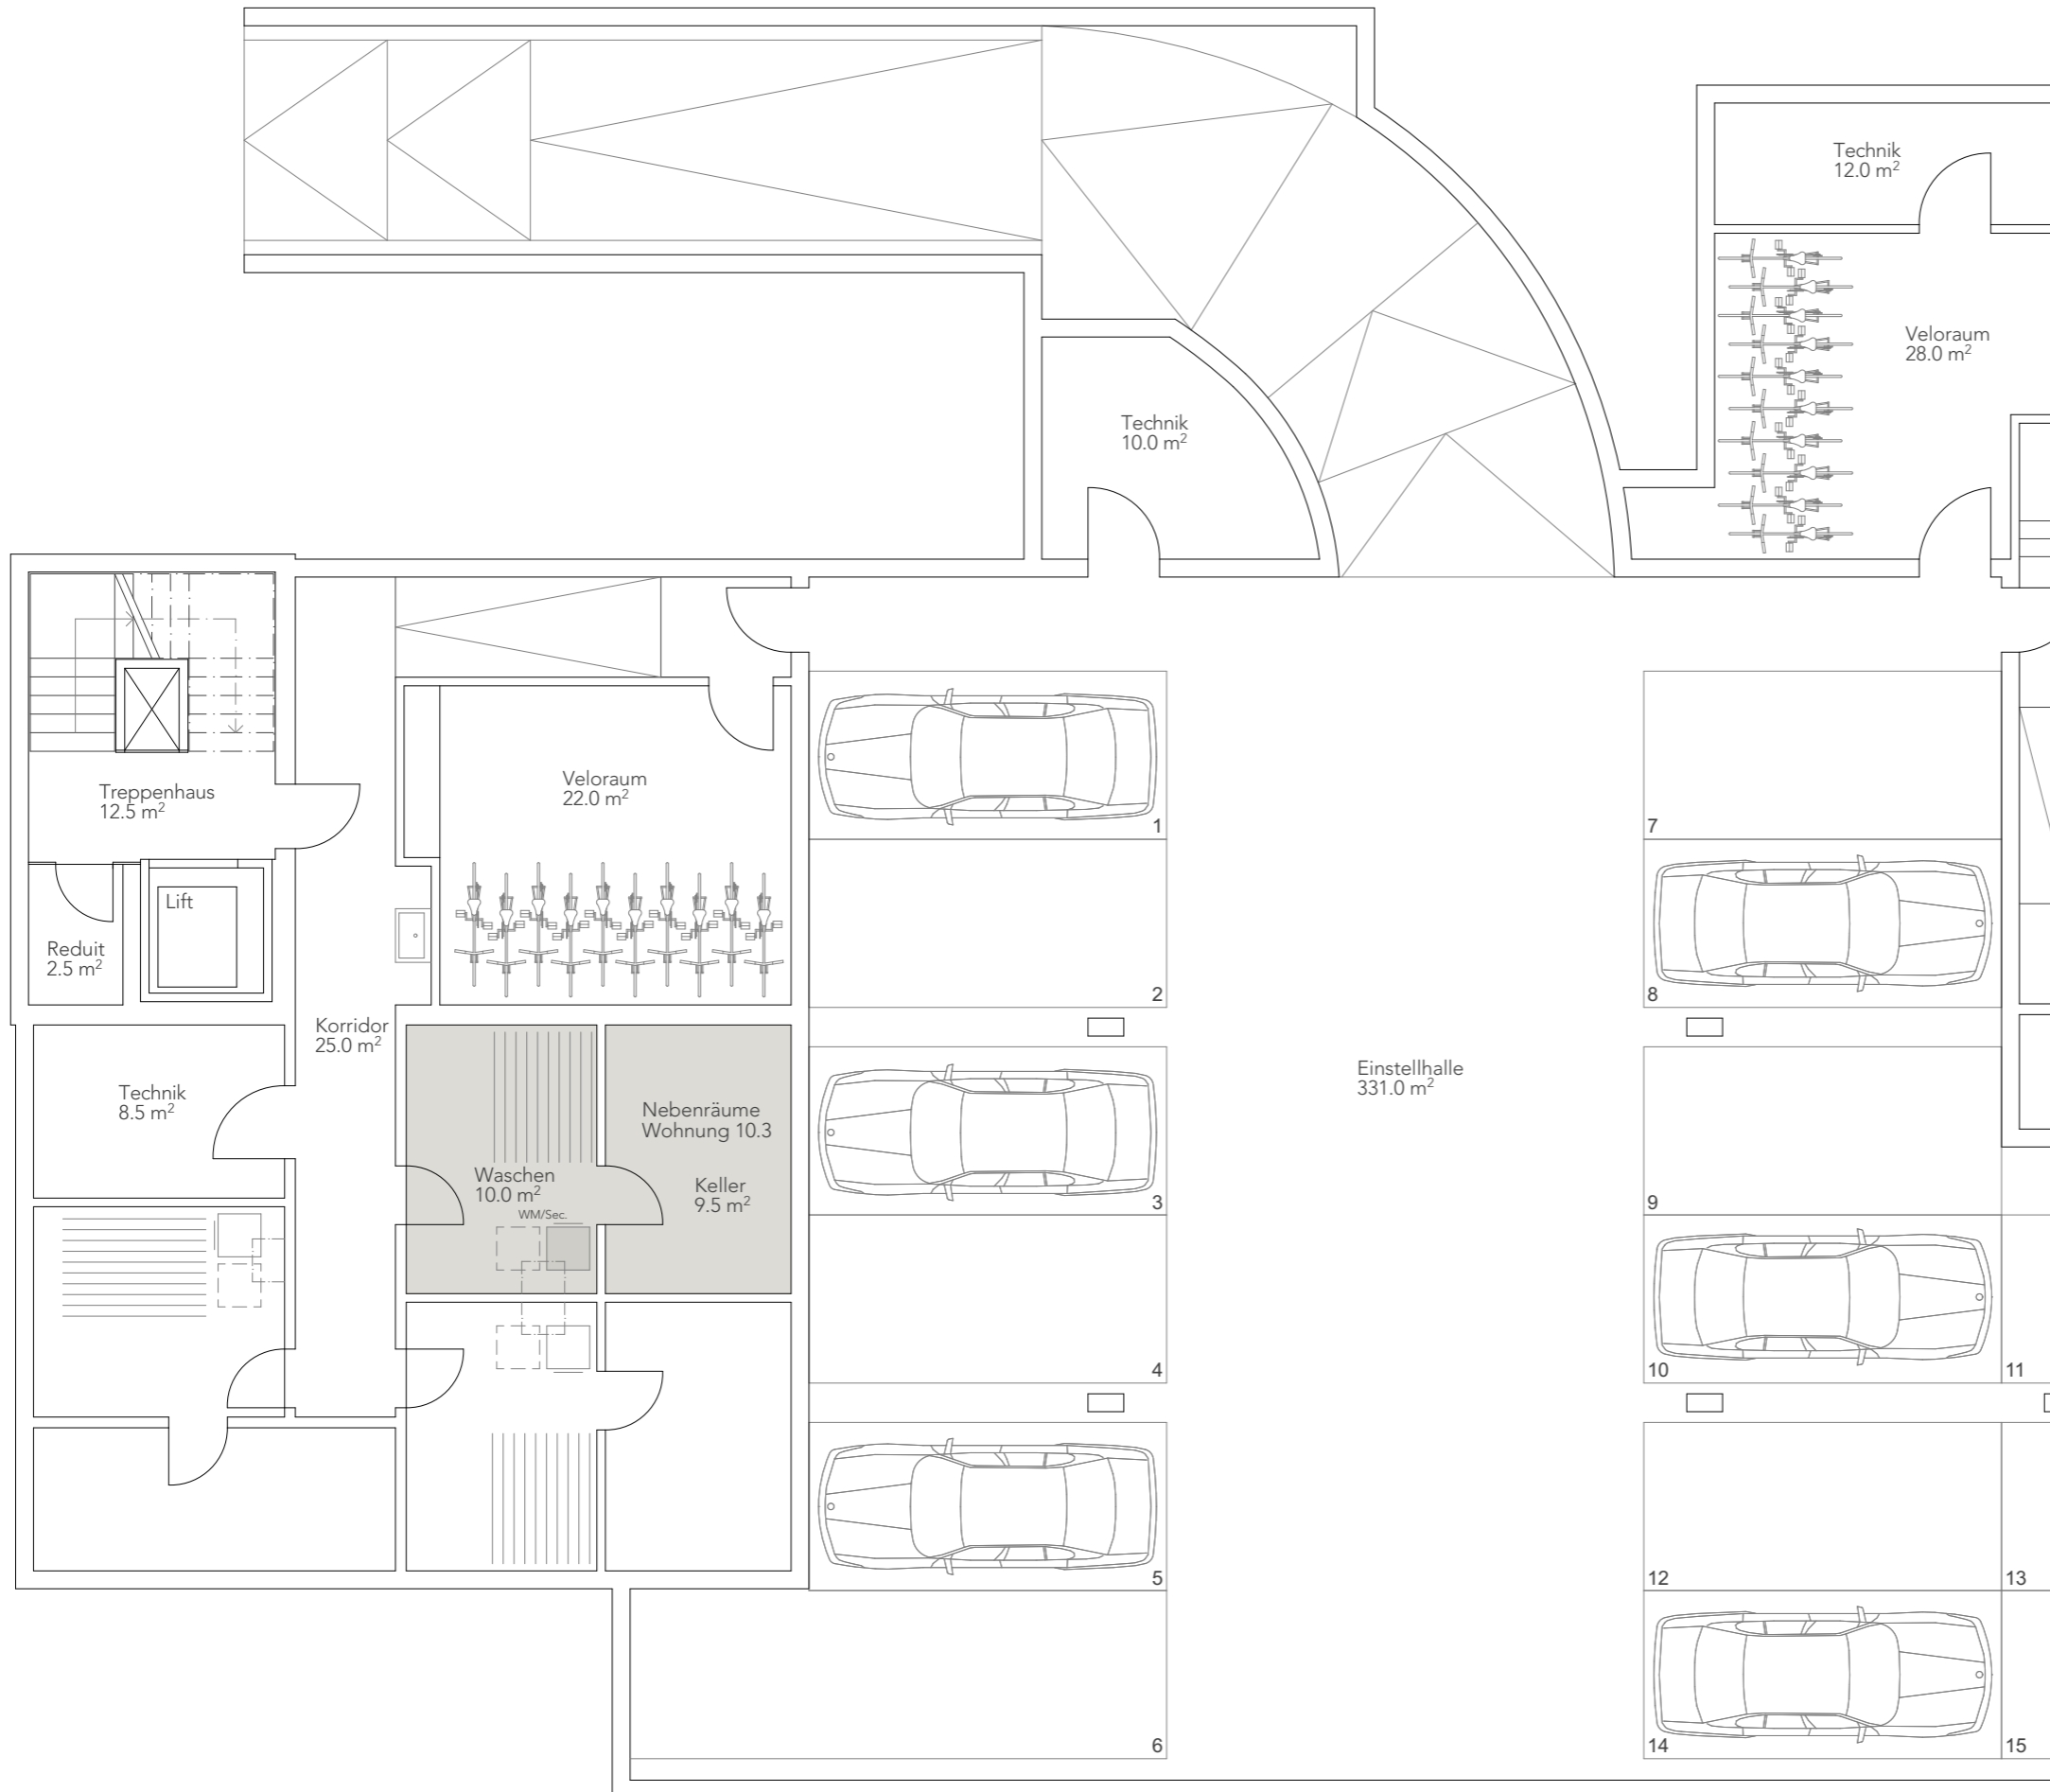 Technik
12.0 m²
Veloraum
28.0 m²
Technik
10.0 m²
Treppenhaus
12.5 m²
Veloraum
22.0 m²
1
7
Lift
Reduit
2.5 m²
2
8
Korridor
25.0 m²
Einstellhalle
331.0 m²
Technik
8.5 m²
Nebenräume
Wohnung 10.3
Waschen
10.0 m²
Keller
9.5 m²
WM/Sec.
3
9
4
10
11
5
12
13
6
14
15